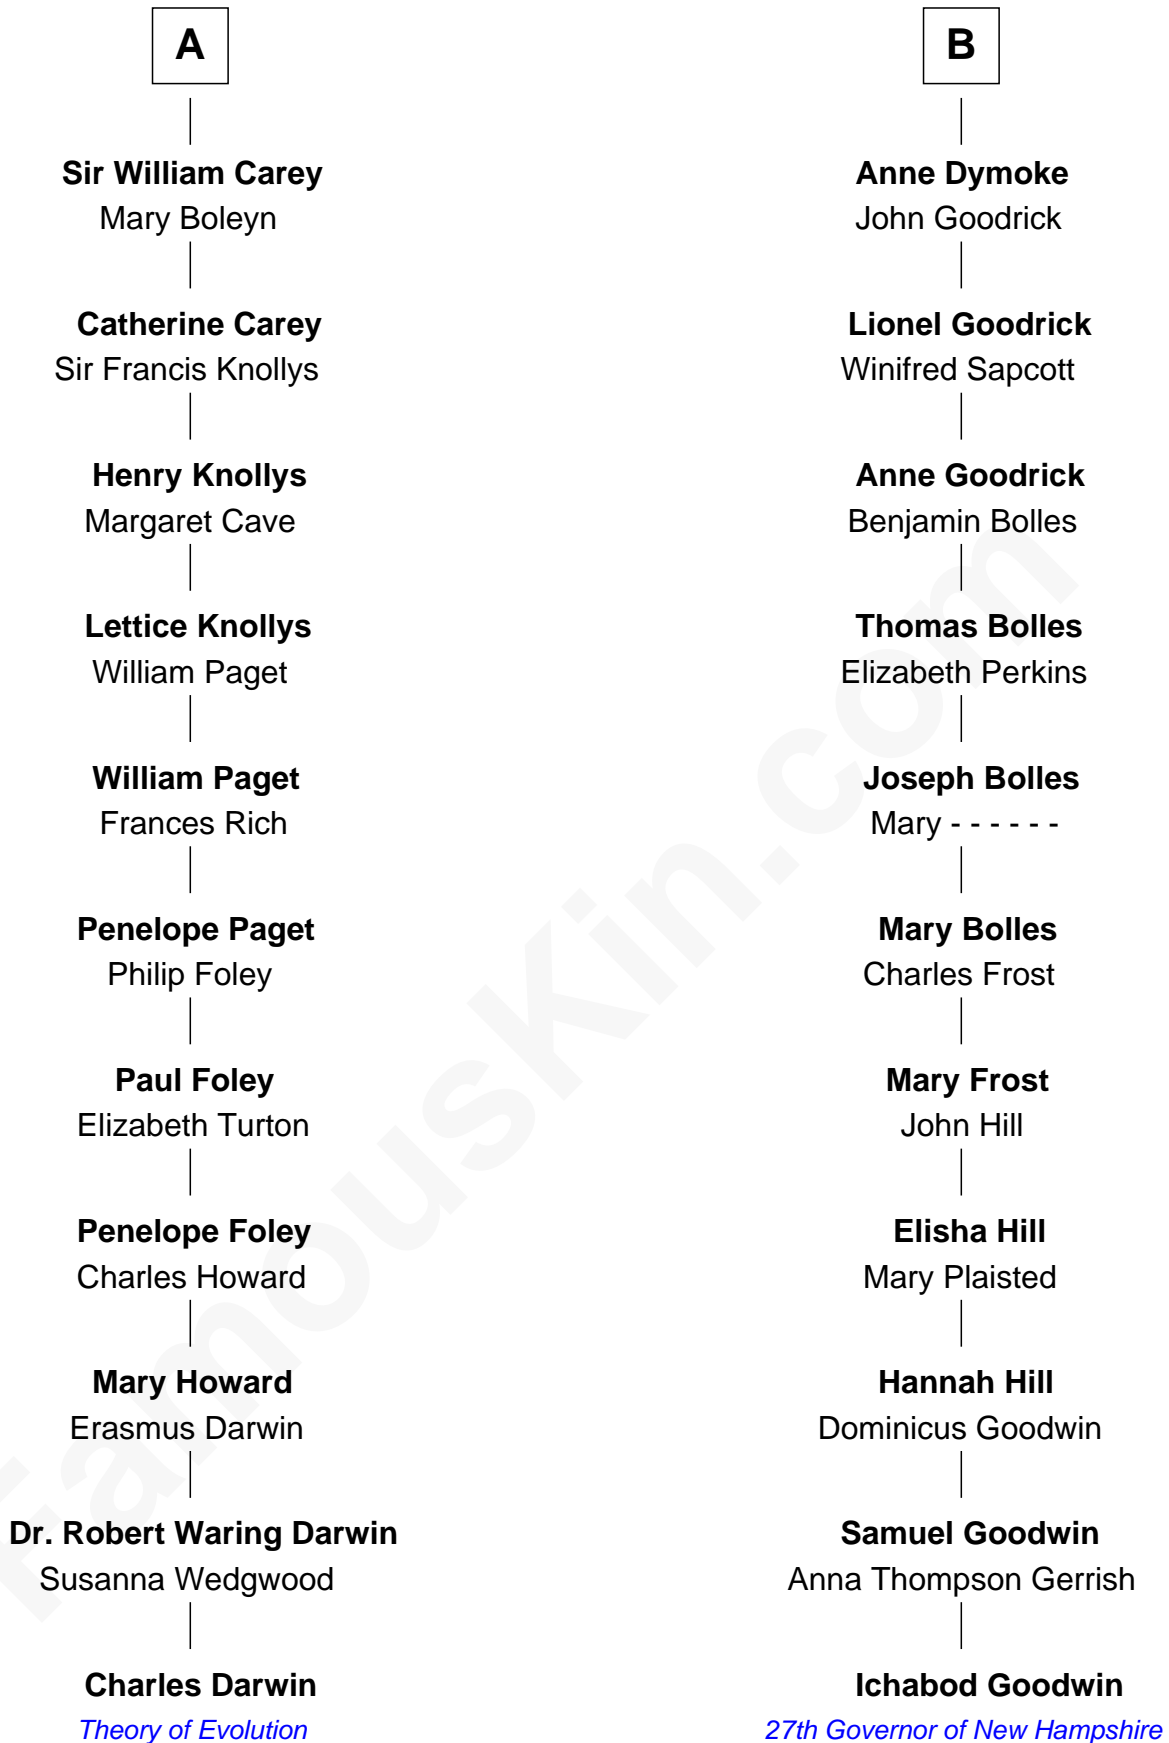 A
Sir William Carey
Mary Boleyn
Catherine Carey
Sir Francis Knollys
Henry Knollys
Margaret Cave
Lettice Knollys
William Paget
William Paget
Frances Rich
Penelope Paget
Philip Foley
Paul Foley
Elizabeth Turton
Penelope Foley
Charles Howard
Mary Howard
Erasmus Darwin
Dr. Robert Waring Darwin
Susanna Wedgwood
Charles Darwin
Theory of Evolution
B
Anne Dymoke
John Goodrick
Lionel Goodrick
Winifred Sapcott
Anne Goodrick
Benjamin Bolles
Thomas Bolles
Elizabeth Perkins
Joseph Bolles
Mary - - - - - -
Mary Bolles
Charles Frost
Mary Frost
John Hill
Elisha Hill
Mary Plaisted
Hannah Hill
Dominicus Goodwin
Samuel Goodwin
Anna Thompson Gerrish
Ichabod Goodwin
27th Governor of New Hampshire
FamousKin.com